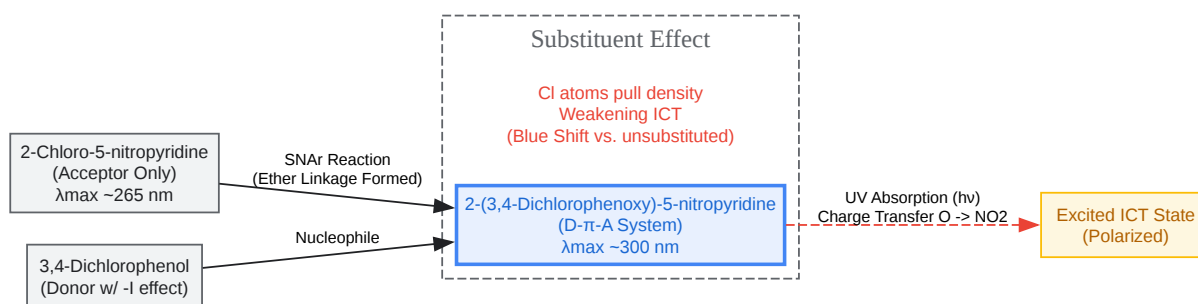 Substituent Effect
Cl atoms pull density
Weakening ICT
(Blue Shift vs. unsubstituted)
2-Chloro-5-nitropyridine
(Acceptor Only)
λmax ~265 nm
SNAr Reaction
(Ether Linkage Formed)
2-(3,4-Dichlorophenoxy)-5-nitropyridine
(D-π-A System)
λmax ~300 nm
UV Absorption (hν)
Charge Transfer O -> NO2
Excited ICT State
(Polarized)
Nucleophile
3,4-Dichlorophenol
(Donor w/ -I effect)